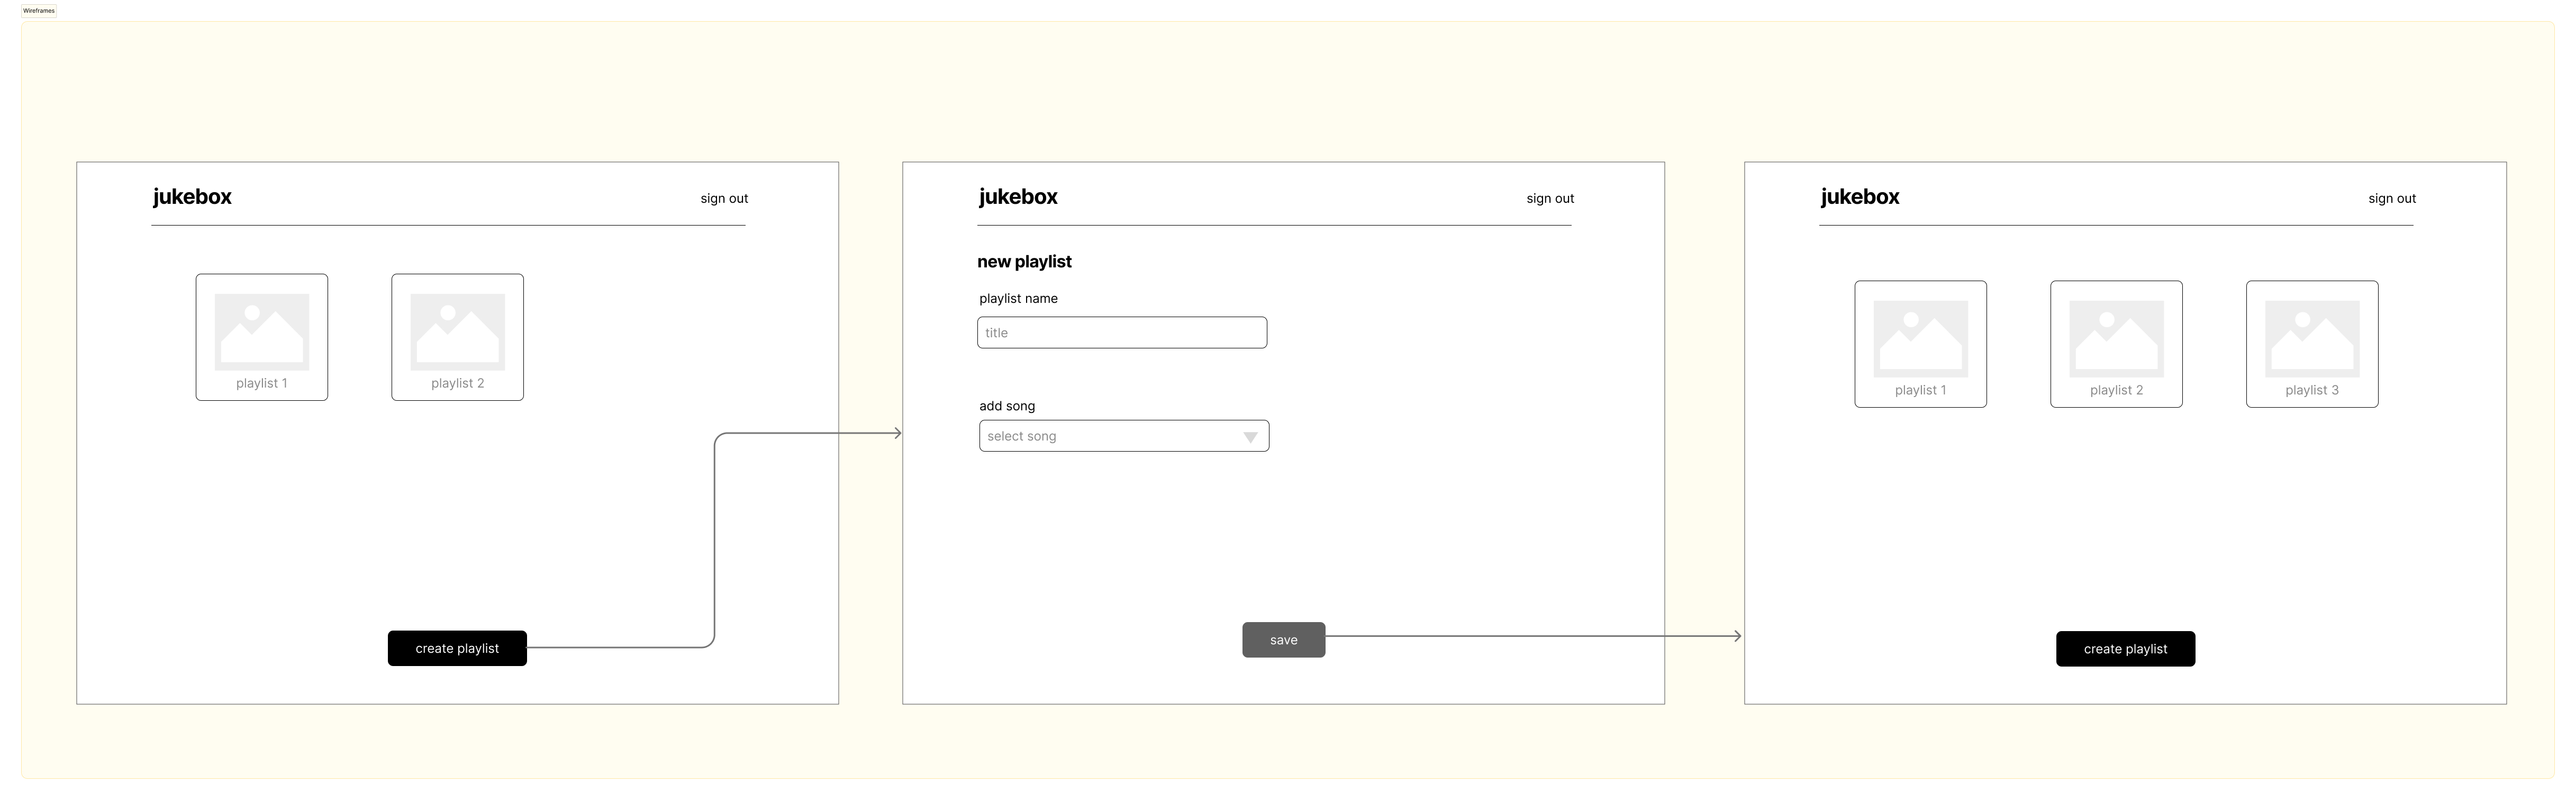 Wireframes
jukebox
sign out
playlist 1
playlist 2
create playlist
jukebox
sign out
new playlist
playlist name
title
add song
select song
save
jukebox
sign out
playlist 1
playlist 2
playlist 3
create playlist